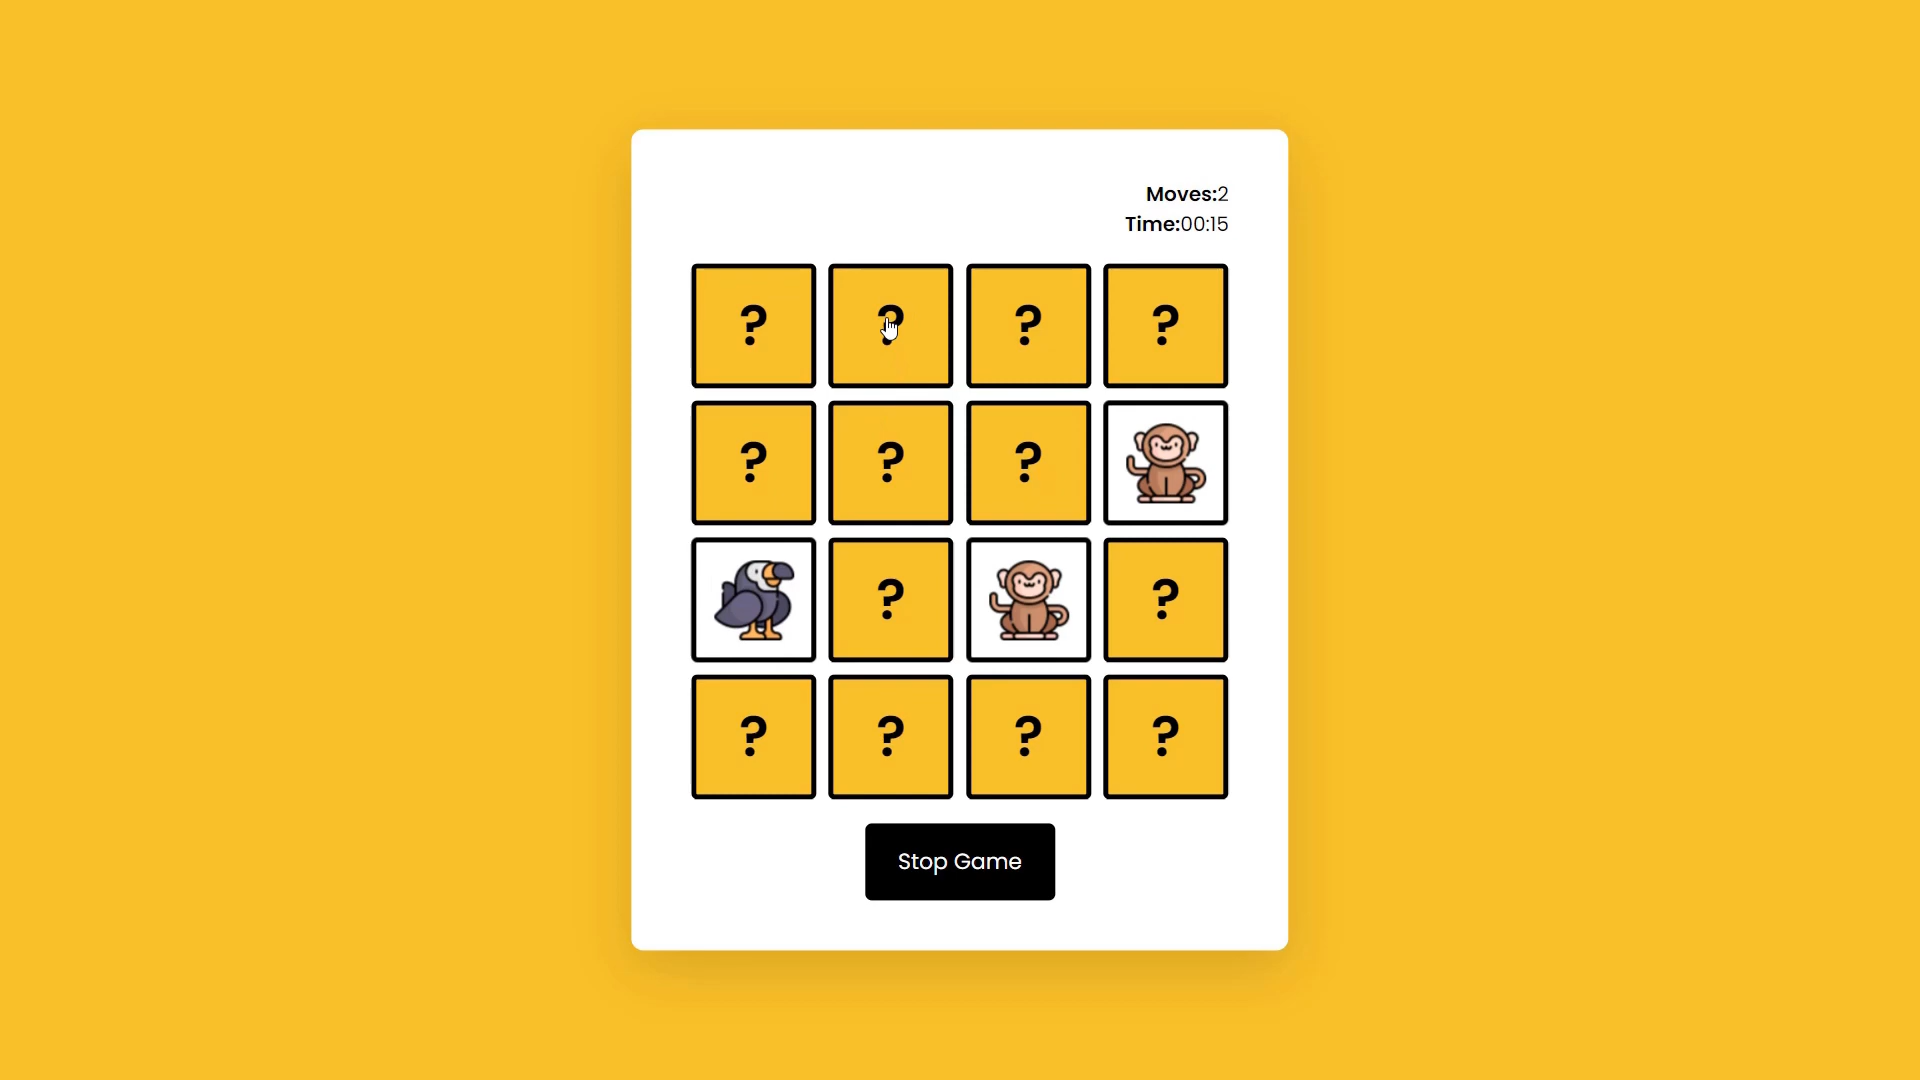 Moves:2
Time:00:15
? ? ? ?
? ? ?
? ?
? ? ? ?
Stop Game